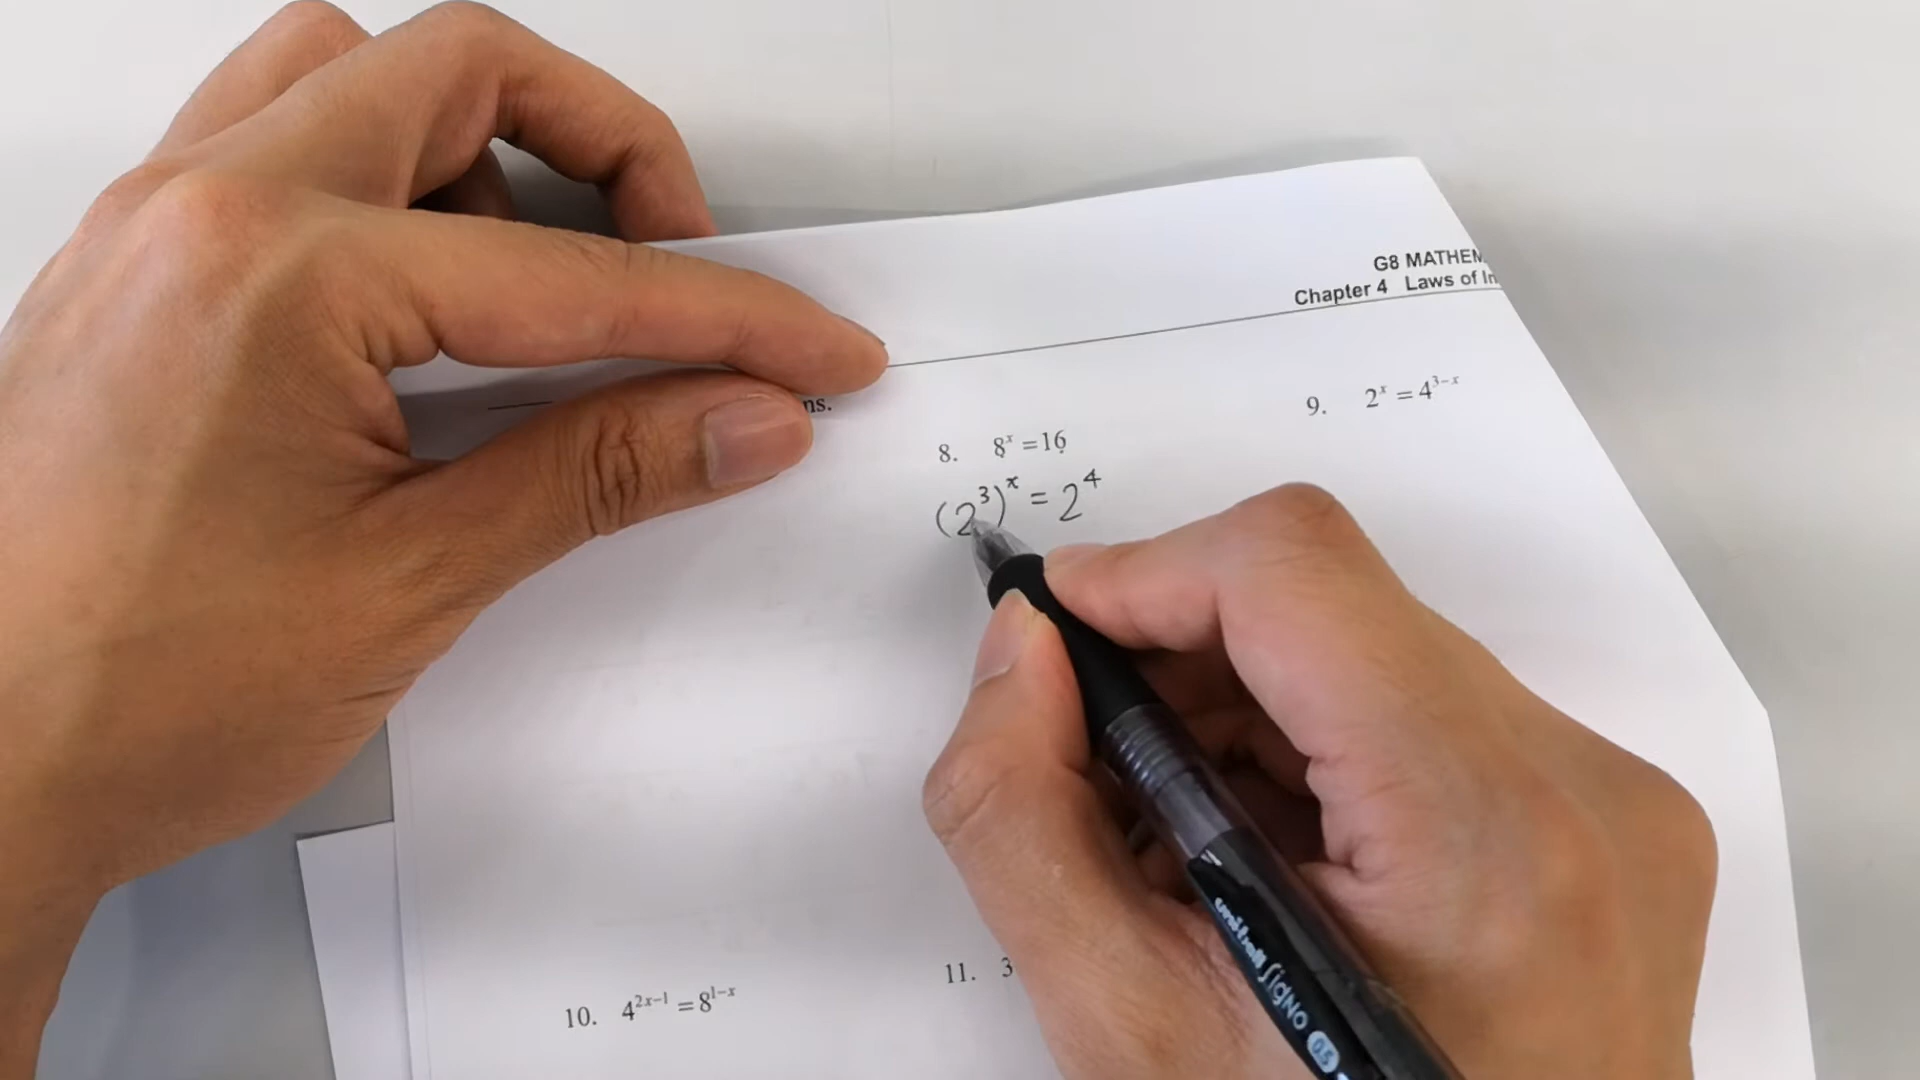 G8 MATHEM
Chapter 4 Laws of In
ns.
8. 8ˣ = 16
(2³)ˣ = 2⁴
9. 2ˣ = 4³⁻ˣ
10. 4²ˣ⁻¹ = 8¹⁻ˣ
11. 3
uni-ball Signo 0.5